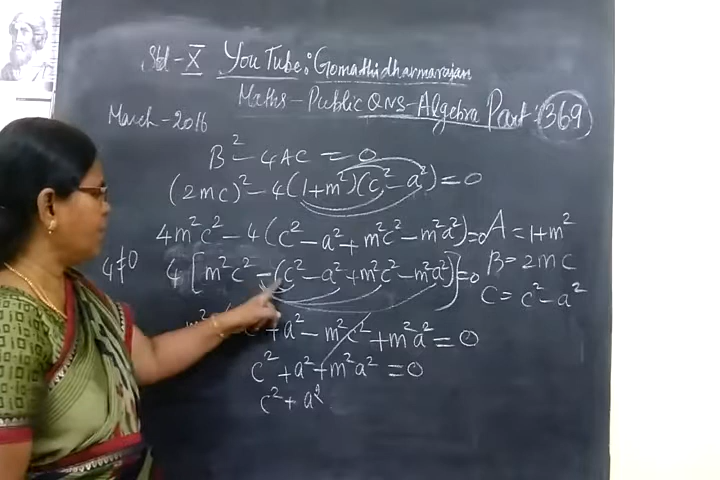 Std - X YouTube: Gomathidharmarajan
Maths - Public QNS - Algebra Part: 369
March - 2016
B² - 4AC = 0
(2mc)² - 4(1+m²)(c² - a²) = 0
4m²c² - 4(c² - a² + m²c² - m²a²) = 0
A = 1+m²
4≠0
4[m²c² - (c² - a² + m²c² - m²a²)] = 0
B = 2mc
C = c² - a²
m² + a² - m²c² + m²a² = 0
c² + a² + m²a² = 0
c² + a²